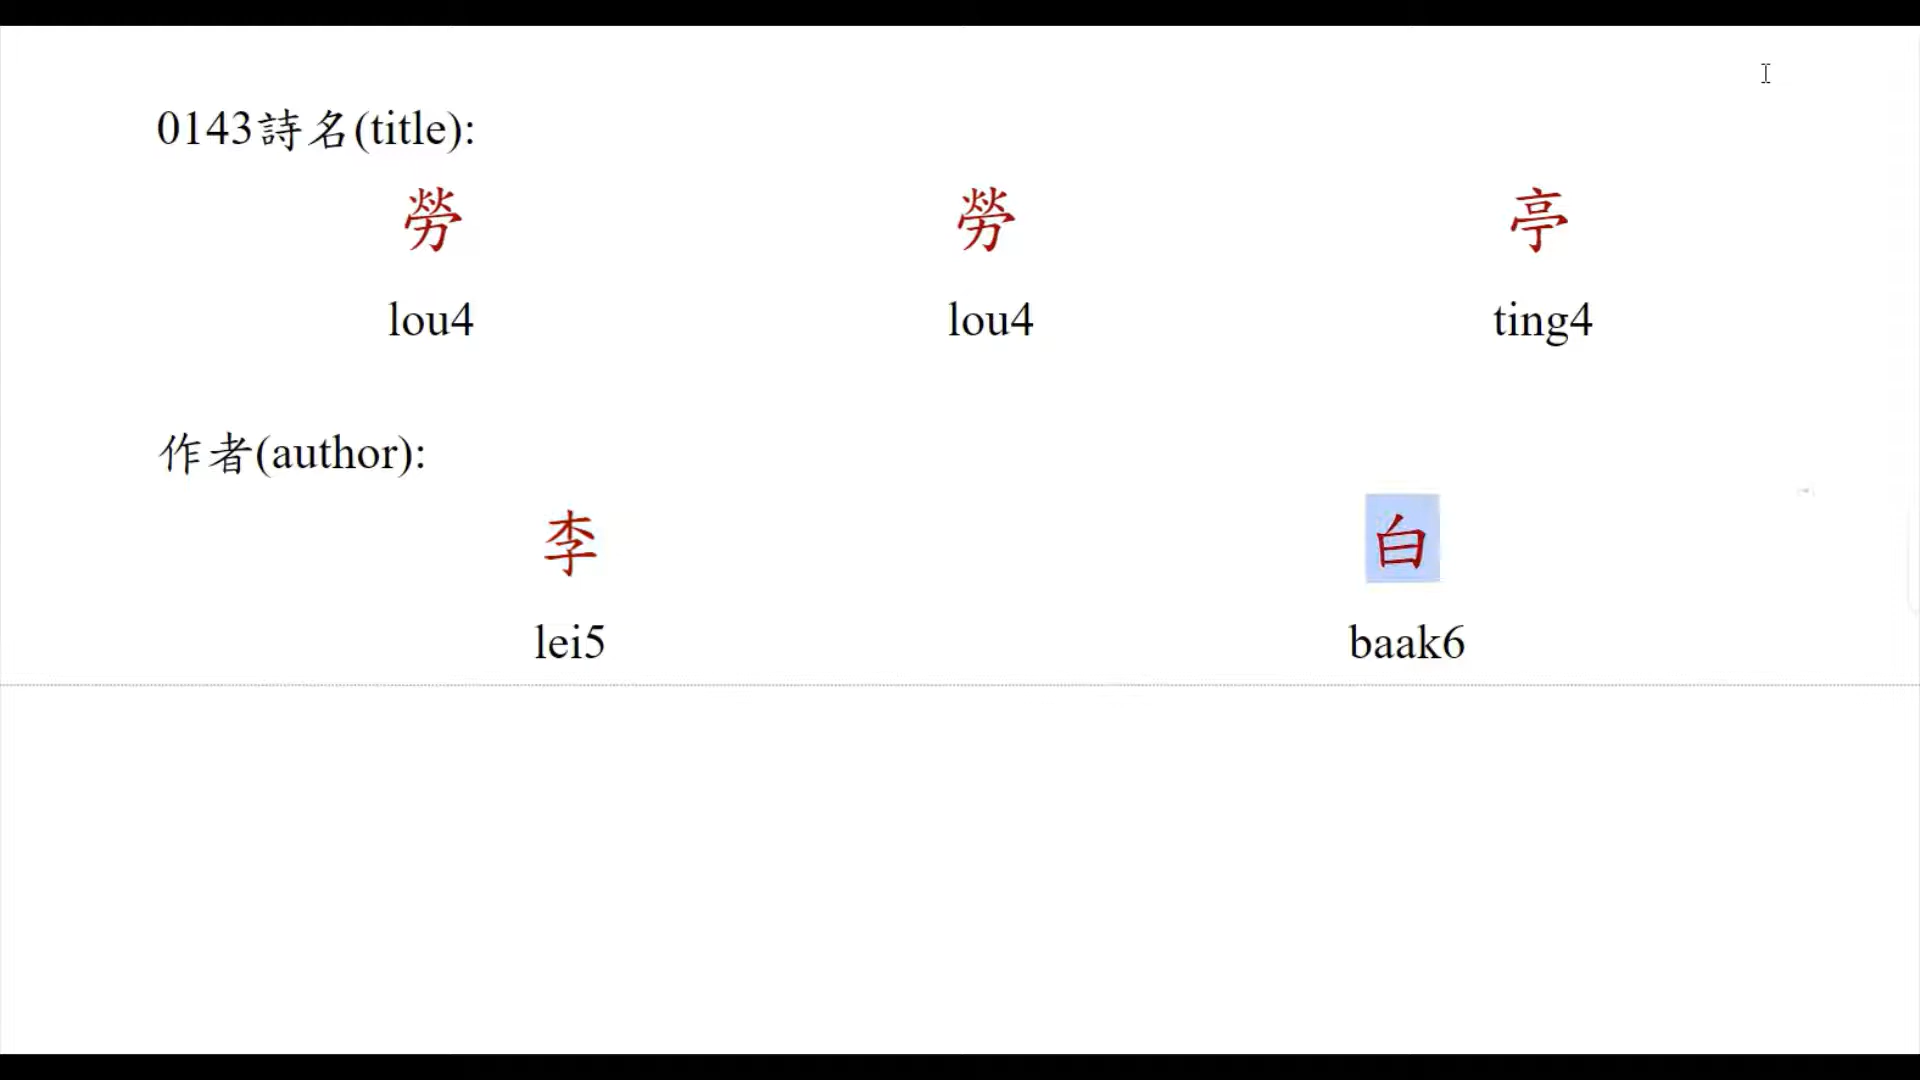 0143詩名(title):
勞 勞 亭
lou4 lou4 ting4
作者(author):
李 白
lei5 baak6